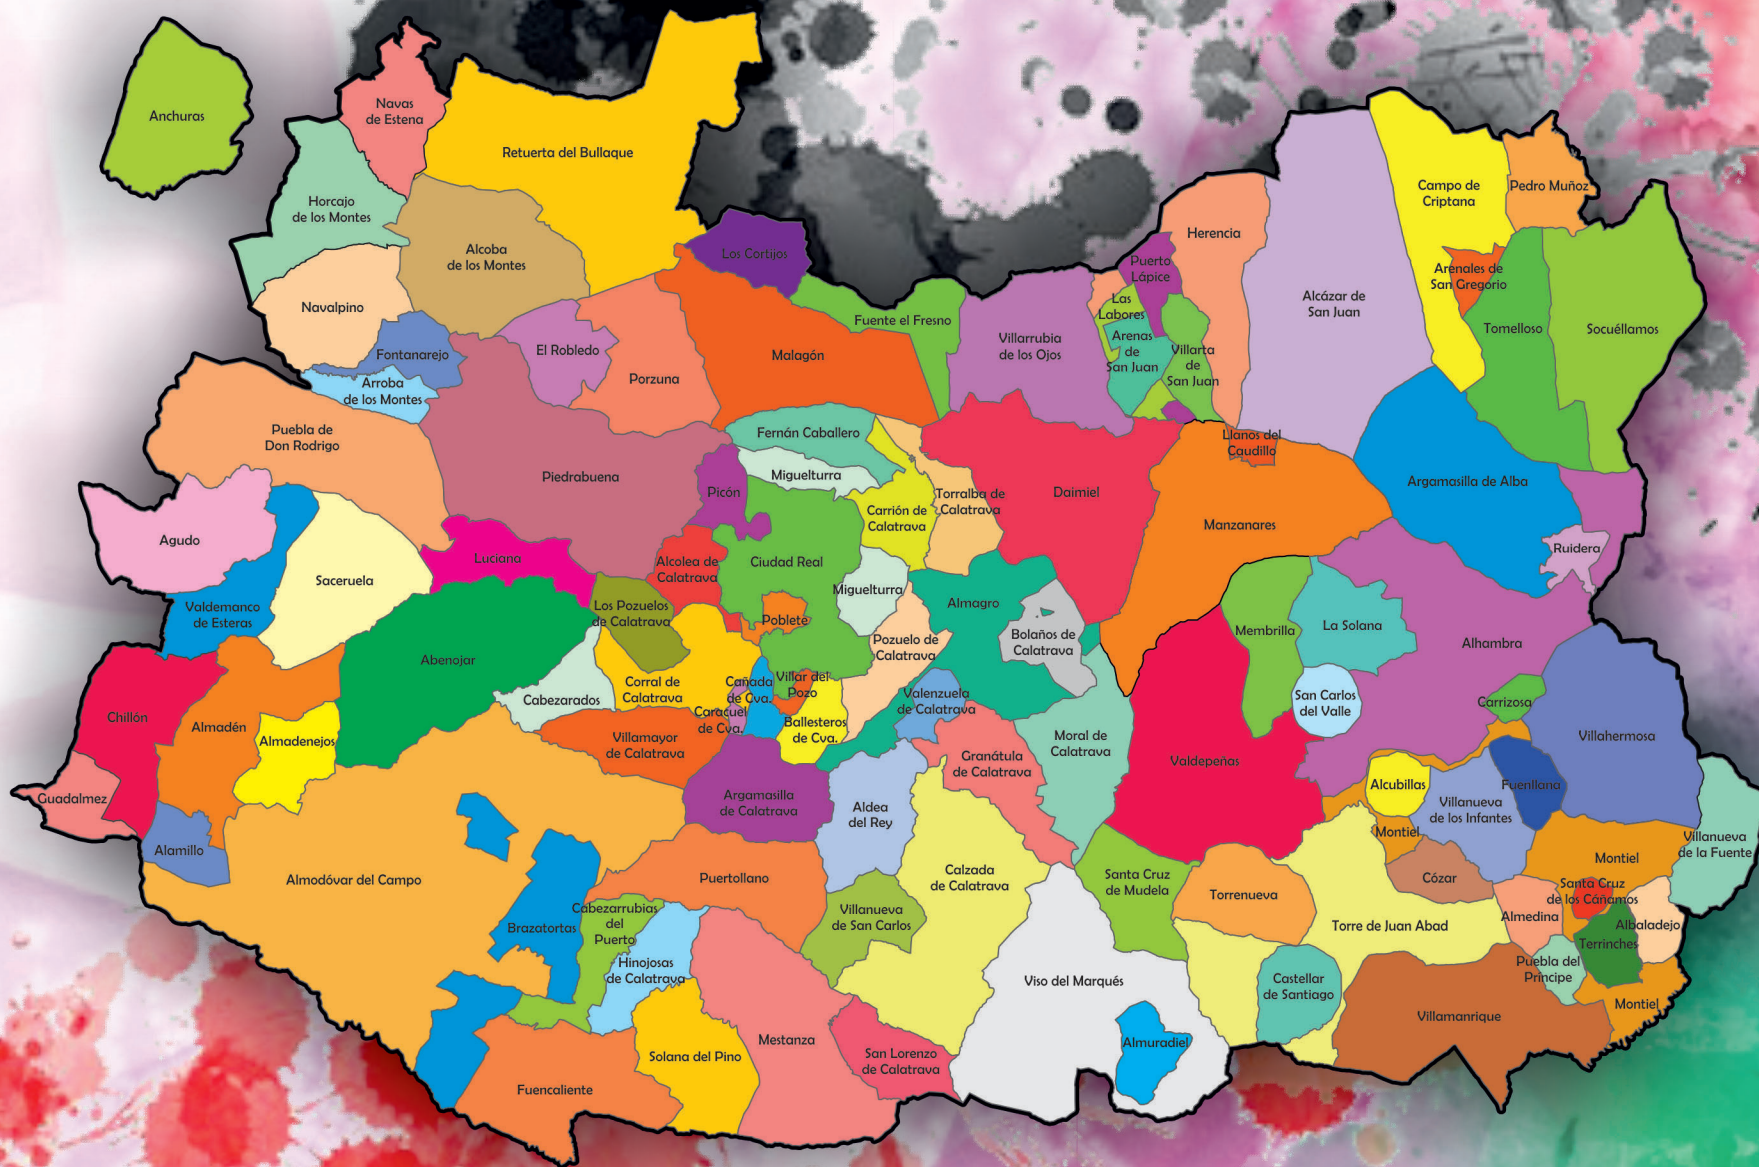 Anchuras
Navas
de Estena
Retuerta del Bullaque
Horcajo
de los Montes
Alcoba
de los Montes
Los Cortijos
Navalpino
Fontanarejo
Arroba
de los Montes
El Robledo
Porzuna
Malagón
Fuente el Fresno
Villarrubia
de los Ojos
Las
Labores
Puerto
Lápice
Arenas
de
San Juan
Villarta
de
San Juan
Herencia
Alcázar de
San Juan
Campo de
Criptana
Pedro Muñoz
Arenales de
San Gregorio
Tomelloso
Socuéllamos
Puebla de
Don Rodrigo
Piedrabuena
Fernán Caballero
Miguelturra
Picón
Carrión de
Calatrava
Torralba de
Calatrava
Daimiel
Llanos del
Caudillo
Manzanares
Argamasilla de Alba
Ruidera
Agudo
Saceruela
Luciana
Alcolea de
Calatrava
Ciudad Real
Miguelturra
Valdemanco
de Esteras
Los Pozuelos
de Calatrava
Poblete
Pozuelo de
Calatrava
Almagro
Bolaños de
Calatrava
Membrilla
La Solana
Alhambra
Abenojar
Cabezarados
Corral de
Calatrava
Cañada
de Cva.
Villar del
Pozo
Caracuel
de Cva.
Ballesteros
de Cva.
Valenzuela
de Calatrava
San Carlos
del Valle
Carrizosa
Chillón
Almadén
Almadenejos
Villamayor
de Calatrava
Granátula
de Calatrava
Moral de
Calatrava
Valdepeñas
Villahermosa
Guadalmez
Alamillo
Argamasilla
de Calatrava
Aldea
del Rey
Alcubillas
Villanueva
de los Infantes
Fuenllana
Montiel
Montiel
Villanueva
de la Fuente
Almodóvar del Campo
Puertollano
Calzada
de Calatrava
Santa Cruz
de Mudela
Torrenueva
Cózar
Santa Cruz
de los Cáñamos
Brazatortas
Cabezarrubias
del
Puerto
Villanueva
de San Carlos
Torre de Juan Abad
Almedina
Albaladejo
Terrinches
Hinojosas
de Calatrava
Viso del Marqués
Castellar
de Santiago
Puebla del
Príncipe
Montiel
Villamanrique
Fuencaliente
Solana del Pino
Mestanza
San Lorenzo
de Calatrava
Almuradiel